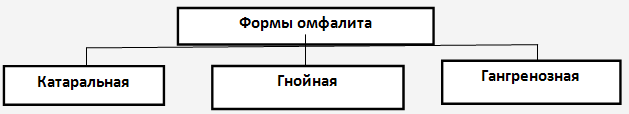 Формы омфалита
Катаральная
Гнойная
Гангренозная